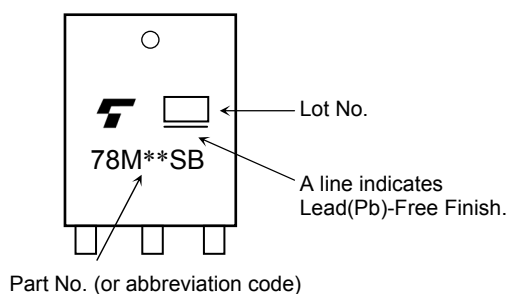 Lot No.
78M**SB
A line indicates
Lead(Pb)-Free Finish.
Part No. (or abbreviation code)